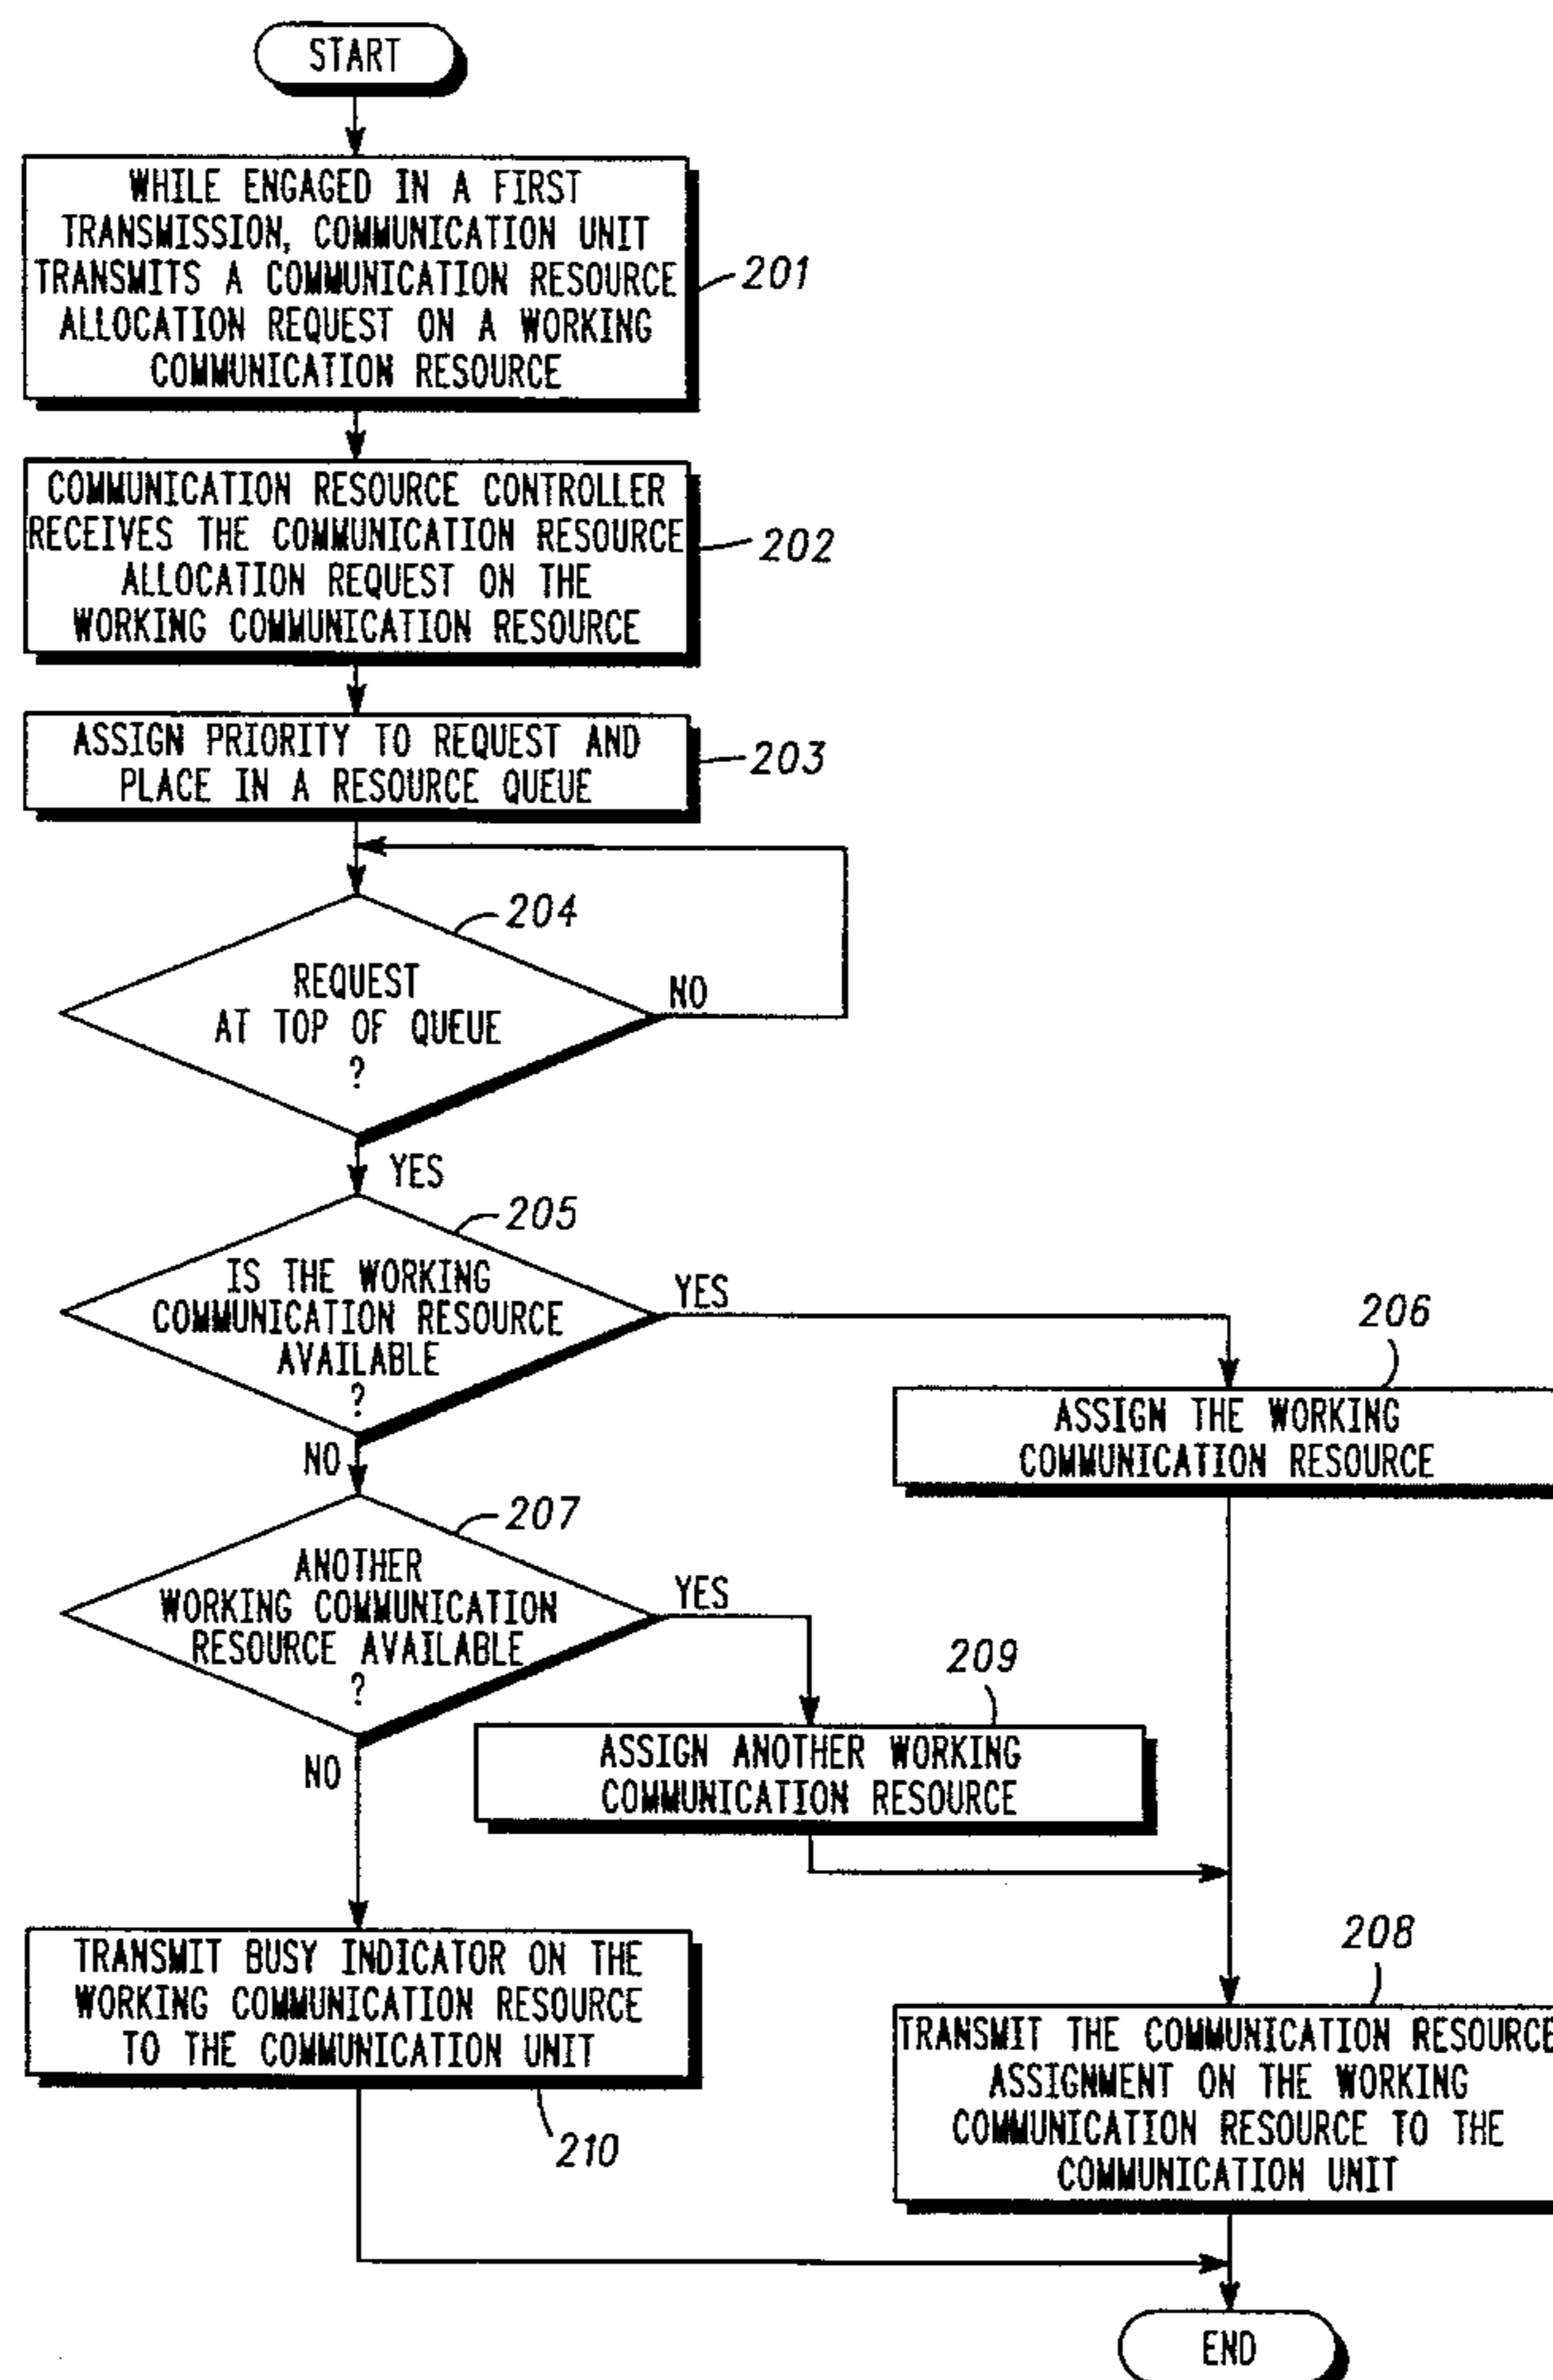 START
WHILE ENGAGED IN A FIRST
TRANSMISSION, COMMUNICATION UNIT
TRANSMITS A COMMUNICATION RESOURCE
ALLOCATION REQUEST ON A WORKING
COMMUNICATION RESOURCE
201
COMMUNICATION RESOURCE CONTROLLER
RECEIVES THE COMMUNICATION RESOURCE
ALLOCATION REQUEST ON THE
WORKING COMMUNICATION RESOURCE
202
ASSIGN PRIORITY TO REQUEST AND
PLACE IN A RESOURCE QUEUE
203
204
REQUEST
AT TOP OF QUEUE
?
NO
YES
205
IS THE WORKING
COMMUNICATION RESOURCE
AVAILABLE
?
YES
NO
206
ASSIGN THE WORKING
COMMUNICATION RESOURCE
207
ANOTHER
WORKING COMMUNICATION
RESOURCE AVAILABLE
?
YES
NO
209
ASSIGN ANOTHER WORKING
COMMUNICATION RESOURCE
TRANSMIT BUSY INDICATOR ON THE
WORKING COMMUNICATION RESOURCE
TO THE COMMUNICATION UNIT
210
208
TRANSMIT THE COMMUNICATION RESOURCE
ASSIGNMENT ON THE WORKING
COMMUNICATION RESOURCE TO THE
COMMUNICATION UNIT
END